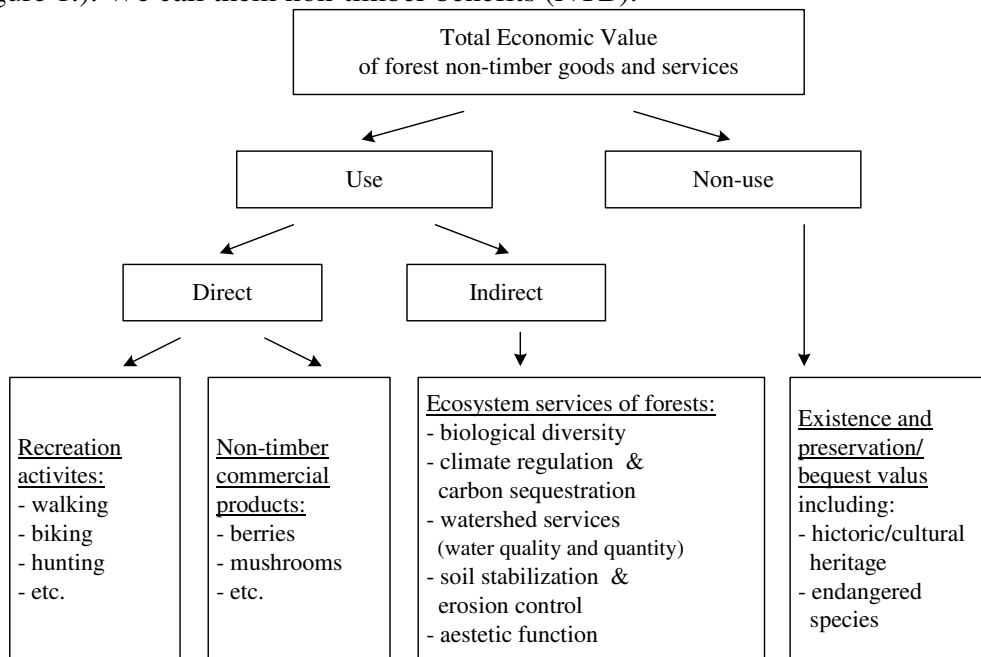 gure 1.). We call them non-timber benefits (NTB).
Total Economic Value
of forest non-timber goods and services
Use
Non-use
Direct
Indirect
Recreation
activites:
- walking
- biking
- hunting
- etc.
Non-timber
commercial
products:
- berries
- mushrooms
- etc.
Ecosystem services of forests:
- biological diversity
- climate regulation &
carbon sequestration
- watershed services
(water quality and quantity)
- soil stabilization &
erosion control
- aestetic function
Existence and
preservation/
bequest valus
including:
- hictoric/cultural
heritage
- endangered
species